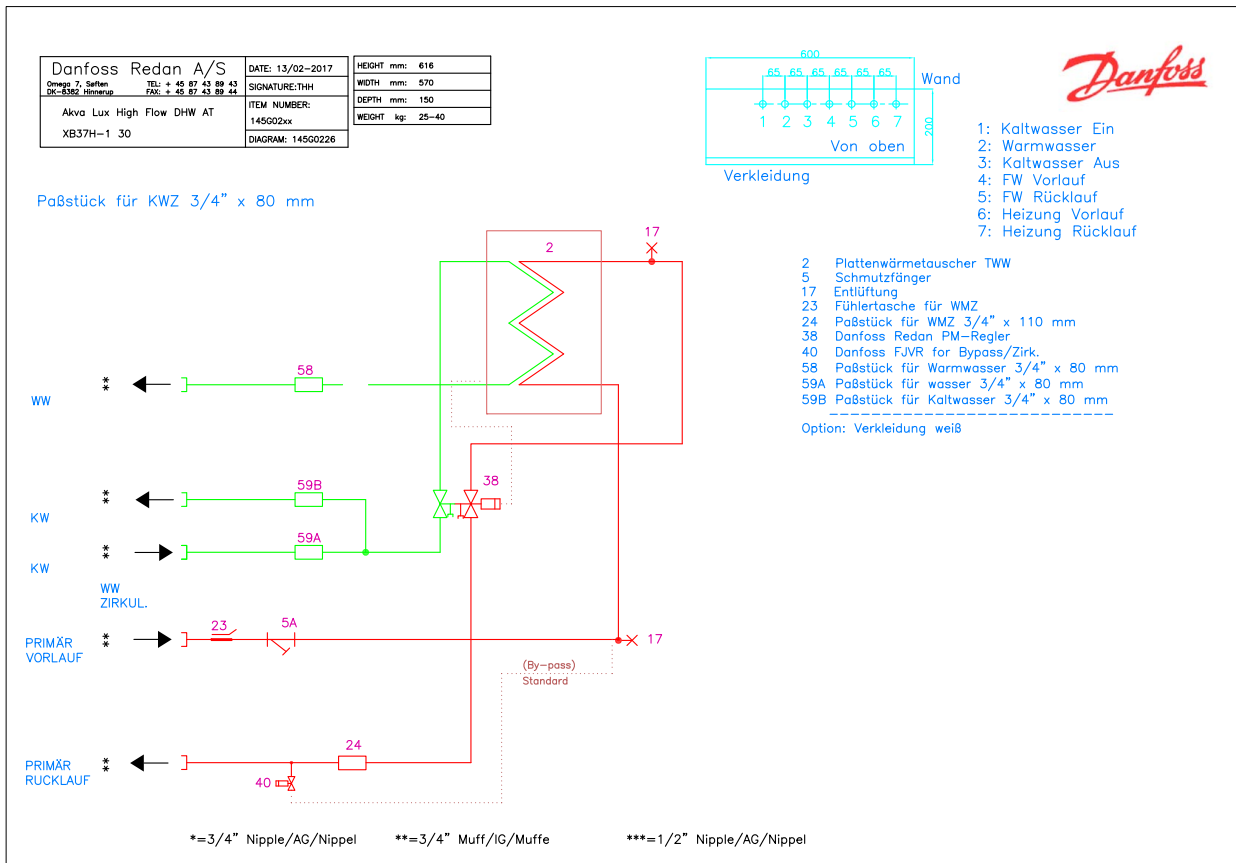 Danfoss Redan A/S
Omega 7, Søften TEL: + 45 87 43 89 43
DK-8382 Hinnerup FAX: + 45 87 43 89 44
Akva Lux High Flow DHW AT
XB37H-1 30
DATE: 13/02-2017
SIGNATURE:THH
ITEM NUMBER:
145G02xx
DIAGRAM: 145G0226
HEIGHT mm: 616
WIDTH mm: 570
DEPTH mm: 150
WEIGHT kg: 25-40
600
65 65 65 65 65 65
Wand
1 2 3 4 5 6 7
Von oben
200
Verkleidung
Danfoss
1: Kaltwasser Ein
2: Warmwasser
3: Kaltwasser Aus
4: FW Vorlauf
5: FW Rücklauf
6: Heizung Vorlauf
7: Heizung Rücklauf
Paßstück für KWZ 3/4" x 80 mm
2 Plattenwärmetauscher TWW
5 Schmutzfänger
17 Entlüftung
23 Fühlertasche für WMZ
24 Paßstück für WMZ 3/4" x 110 mm
38 Danfoss Redan PM-Regler
40 Danfoss FJVR for Bypass/Zirk.
58 Paßstück für Warmwasser 3/4" x 80 mm
59A Paßstück für wasser 3/4" x 80 mm
59B Paßstück für Kaltwasser 3/4" x 80 mm
Option: Verkleidung weiß
2
17
58
**
WW
38
59B
**
KW
59A
**
KW
WW
ZIRKUL.
23
5A
17
**
PRIMÄR
VORLAUF
(By-pass)
Standard
24
**
PRIMÄR
RUCKLAUF
40
*=3/4" Nipple/AG/Nippel **=3/4" Muff/IG/Muffe ***=1/2" Nipple/AG/Nippel